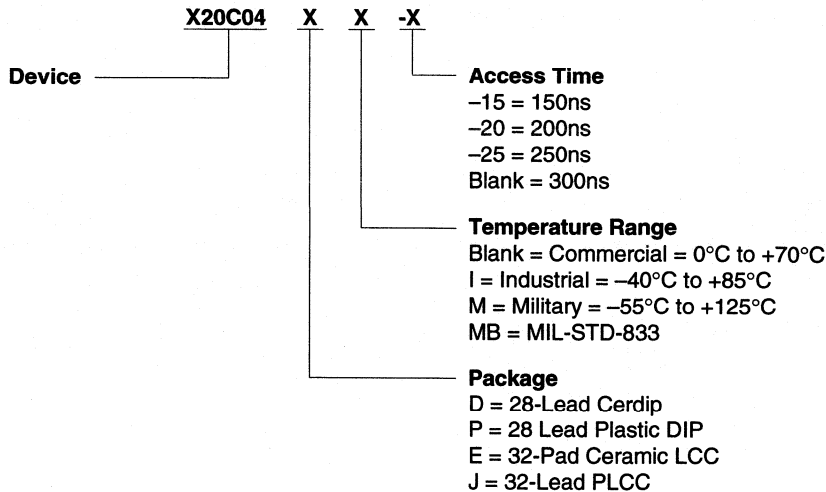 X20C04 X X -X
Device
Access Time
–15 = 150ns
–20 = 200ns
–25 = 250ns
Blank = 300ns
Temperature Range
Blank = Commercial = 0°C to +70°C
I = Industrial = –40°C to +85°C
M = Military = –55°C to +125°C
MB = MIL-STD-833
Package
D = 28-Lead Cerdip
P = 28 Lead Plastic DIP
E = 32-Pad Ceramic LCC
J = 32-Lead PLCC